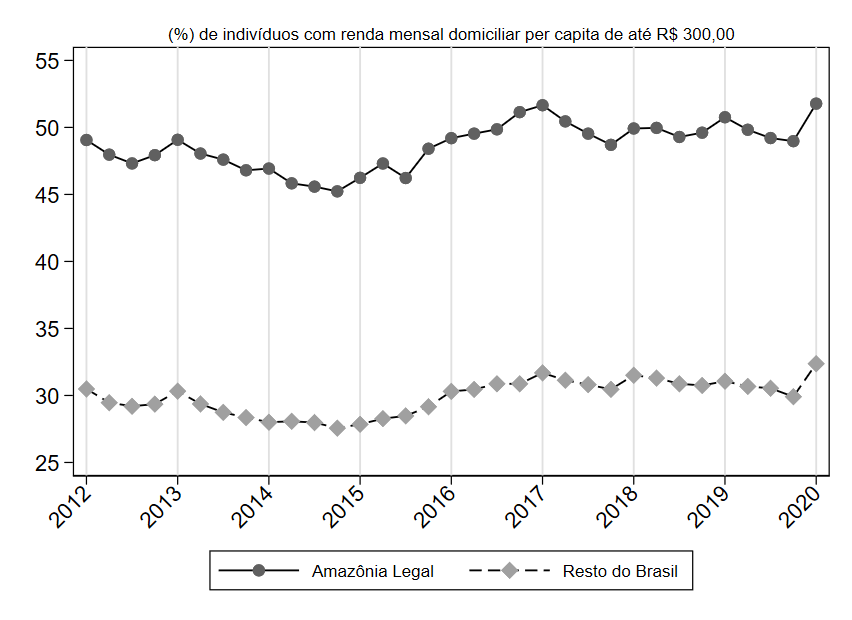 (%) de indivíduos com renda mensal domiciliar per capita de até R$ 300,00
55
50
45
40
35
30
25
2012 2013 2014 2015 2016 2017 2018 2019 2020
Amazônia Legal Resto do Brasil